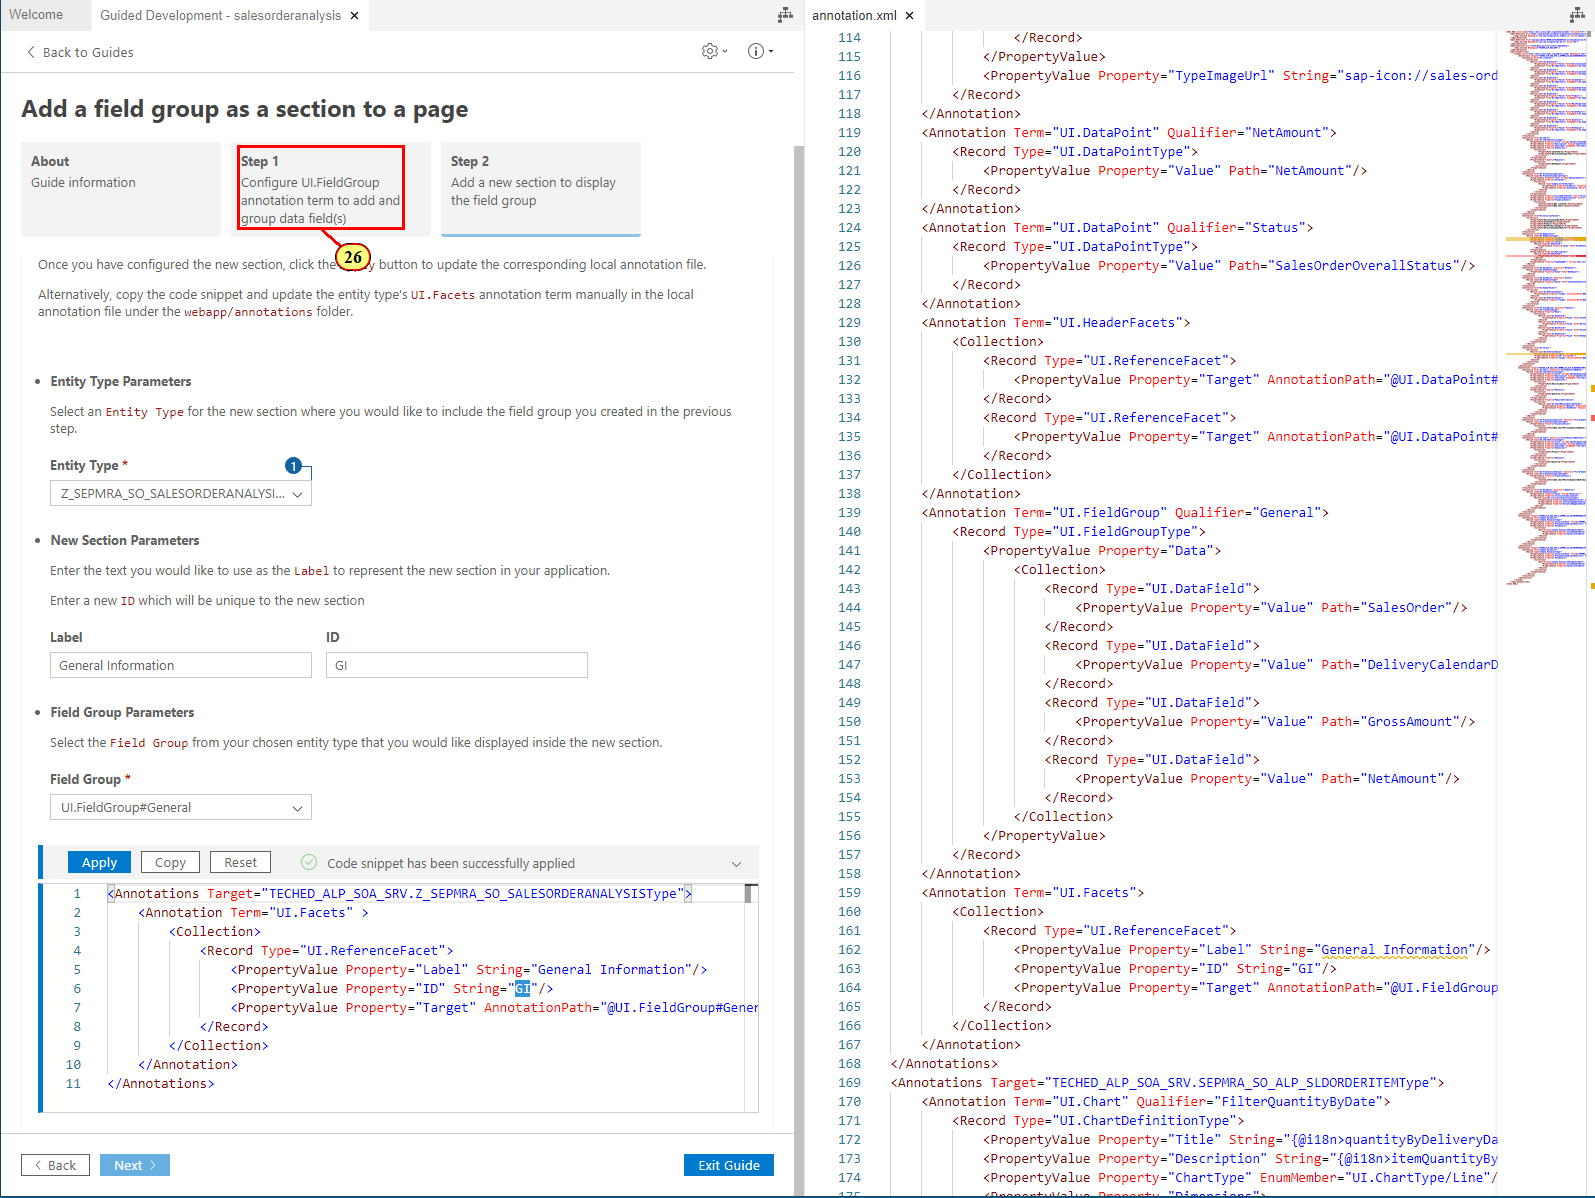 Welcome
Guided Development - salesorderanalysis ×
Back to Guides
Add a field group as a section to a page
About
Guide information
Step 1
Configure UI.FieldGroup
annotation term to add and
group data field(s)
Step 2
Add a new section to display
the field group
26
Once you have configured the new section, click the button to update the corresponding local annotation file.
Alternatively, copy the code snippet and update the entity type's UI.Facets annotation term manually in the local
annotation file under the webapp/annotations folder.
• Entity Type Parameters
Select an Entity Type for the new section where you would like to include the field group you created in the previous
step.
Entity Type *
1
Z_SEPMRA_SO_SALESORDERANALYSI...
• New Section Parameters
Enter the text you would like to use as the Label to represent the new section in your application.
Enter a new ID which will be unique to the new section
Label ID
General Information GI
• Field Group Parameters
Select the Field Group from your chosen entity type that you would like displayed inside the new section.
Field Group *
UI.FieldGroup#General
Apply Copy Reset Code snippet has been successfully applied
1 <Annotations Target="TECHED_ALP_SOA_SRV.Z_SEPMRA_SO_SALESORDERANALYSISType">
2 <Annotation Term="UI.Facets" >
3 <Collection>
4 <Record Type="UI.ReferenceFacet">
5 <PropertyValue Property="Label" String="General Information"/>
6 <PropertyValue Property="ID" String="GI"/>
7 <PropertyValue Property="Target" AnnotationPath="@UI.FieldGroup#Gener
8 </Record>
9 </Collection>
10 </Annotation>
11 </Annotations>
Back Next Exit Guide
annotation.xml ×
114 </Record>
115 </PropertyValue>
116 <PropertyValue Property="TypeImageUrl" String="sap-icon://sales-ord
117 </Record>
118 </Annotation>
119 <Annotation Term="UI.DataPoint" Qualifier="NetAmount">
120 <Record Type="UI.DataPointType">
121 <PropertyValue Property="Value" Path="NetAmount"/>
122 </Record>
123 </Annotation>
124 <Annotation Term="UI.DataPoint" Qualifier="Status">
125 <Record Type="UI.DataPointType">
126 <PropertyValue Property="Value" Path="SalesOrderOverallStatus"/>
127 </Record>
128 </Annotation>
129 <Annotation Term="UI.HeaderFacets">
130 <Collection>
131 <Record Type="UI.ReferenceFacet">
132 <PropertyValue Property="Target" AnnotationPath="@UI.DataPoint#
133 </Record>
134 <Record Type="UI.ReferenceFacet">
135 <PropertyValue Property="Target" AnnotationPath="@UI.DataPoint#
136 </Record>
137 </Collection>
138 </Annotation>
139 <Annotation Term="UI.FieldGroup" Qualifier="General">
140 <Record Type="UI.FieldGroupType">
141 <PropertyValue Property="Data">
142 <Collection>
143 <Record Type="UI.DataField">
144 <PropertyValue Property="Value" Path="SalesOrder"/>
145 </Record>
146 <Record Type="UI.DataField">
147 <PropertyValue Property="Value" Path="DeliveryCalendarD
148 </Record>
149 <Record Type="UI.DataField">
150 <PropertyValue Property="Value" Path="GrossAmount"/>
151 </Record>
152 <Record Type="UI.DataField">
153 <PropertyValue Property="Value" Path="NetAmount"/>
154 </Record>
155 </Collection>
156 </PropertyValue>
157 </Record>
158 </Annotation>
159 <Annotation Term="UI.Facets">
160 <Collection>
161 <Record Type="UI.ReferenceFacet">
162 <PropertyValue Property="Label" String="General Information"/>
163 <PropertyValue Property="ID" String="GI"/>
164 <PropertyValue Property="Target" AnnotationPath="@UI.FieldGroup
165 </Record>
166 </Collection>
167 </Annotation>
168 </Annotations>
169 <Annotations Target="TECHED_ALP_SOA_SRV.SEPMRA_SO_ALP_SLDORDERITEMType">
170 <Annotation Term="UI.Chart" Qualifier="FilterQuantityByDate">
171 <Record Type="UI.ChartDefinitionType">
172 <PropertyValue Property="Title" String="{@i18n>quantityByDeliveryDa
173 <PropertyValue Property="Description" String="{@i18n>itemQuantityBy
174 <PropertyValue Property="ChartType" EnumMember="UI.ChartType/Line"/
175 <PropertyValue Property="Dimensions">